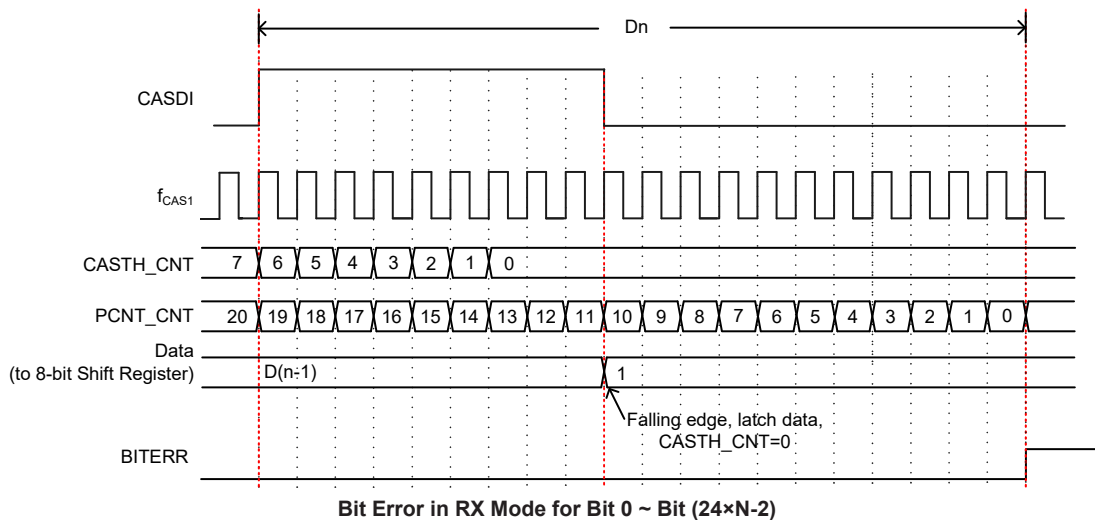 Dn
CASDI
fCAS1
CASTH_CNT 7 6 5 4 3 2 1 0
PCNT_CNT 20 19 18 17 16 15 14 13 12 11 10 9 8 7 6 5 4 3 2 1 0
Data
(to 8-bit Shift Register) D(n-1) 1
Falling edge, latch data,
CASTH_CNT=0
BITERR
Bit Error in RX Mode for Bit 0 ~ Bit (24×N-2)